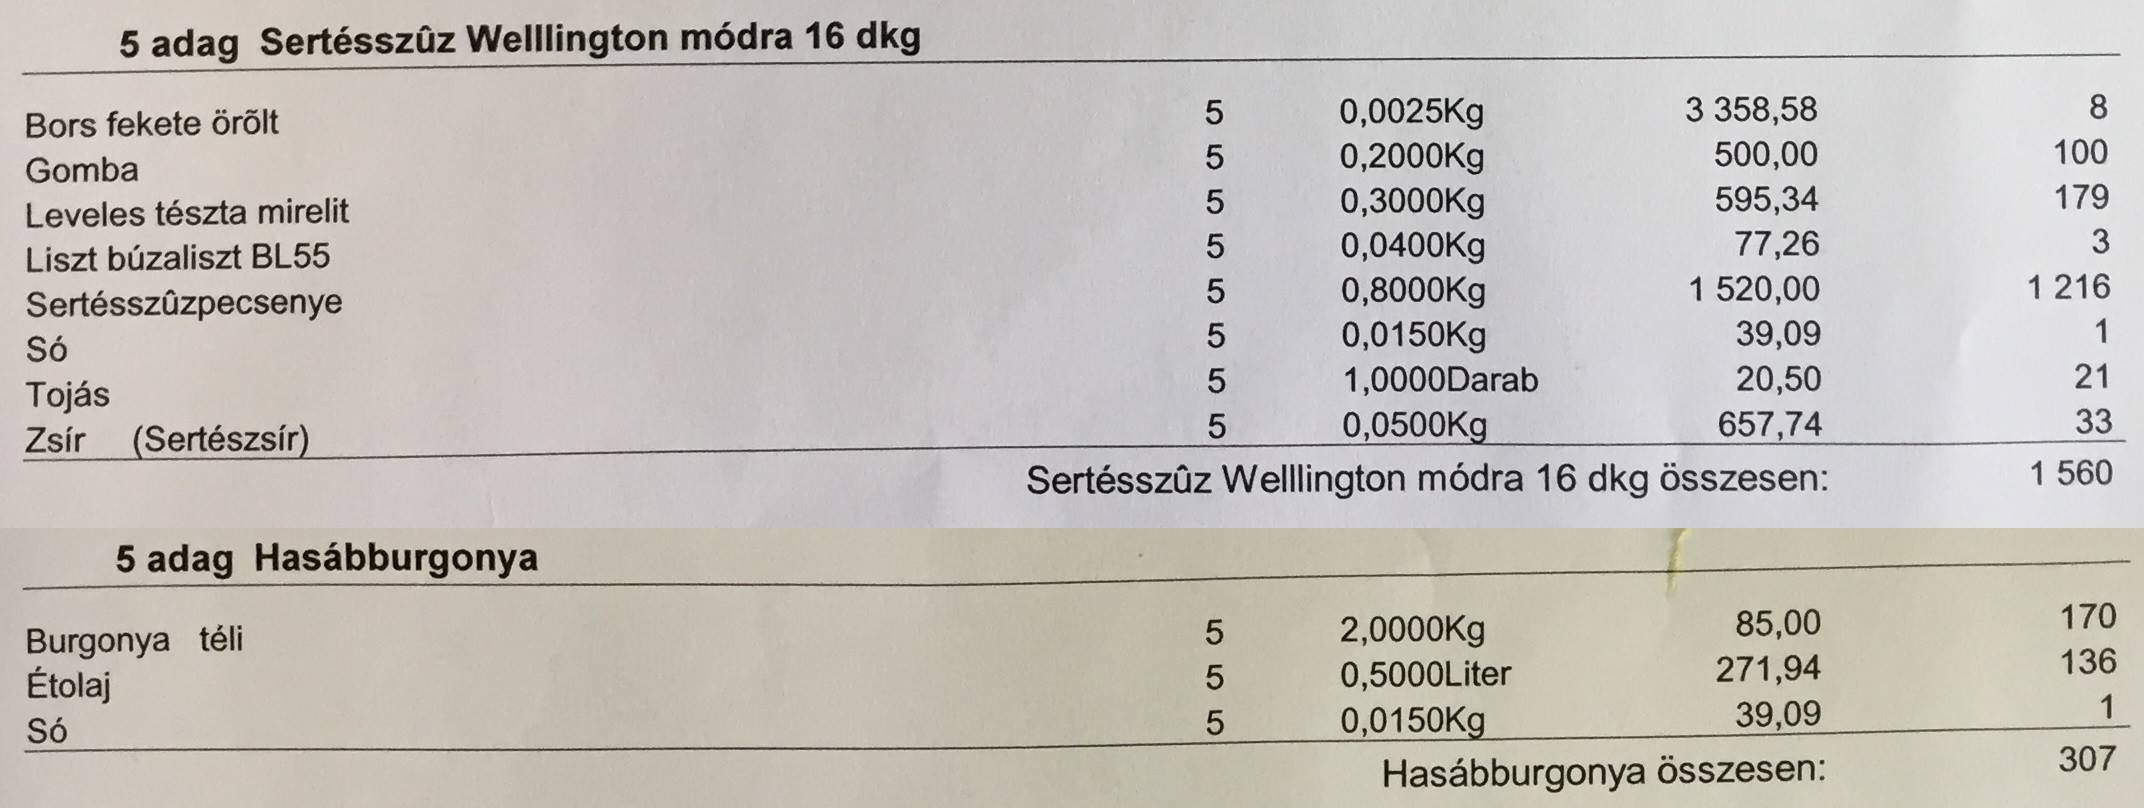 5 adag Sertésszûz Welllington módra 16 dkg
Bors fekete örõlt 5 0,0025Kg 3 358,58 8
Gomba 5 0,2000Kg 500,00 100
Leveles tészta mirelit 5 0,3000Kg 595,34 179
Liszt búzaliszt BL55 5 0,0400Kg 77,26 3
Sertésszûzpecsenye 5 0,8000Kg 1 520,00 1 216
Só 5 0,0150Kg 39,09 1
Tojás 5 1,0000Darab 20,50 21
Zsír (Sertészsír) 5 0,0500Kg 657,74 33
Sertésszûz Welllington módra 16 dkg összesen: 1 560
5 adag Hasábburgonya
Burgonya téli 5 2,0000Kg 85,00 170
Étolaj 5 0,5000Liter 271,94 136
Só 5 0,0150Kg 39,09 1
Hasábburgonya összesen: 307